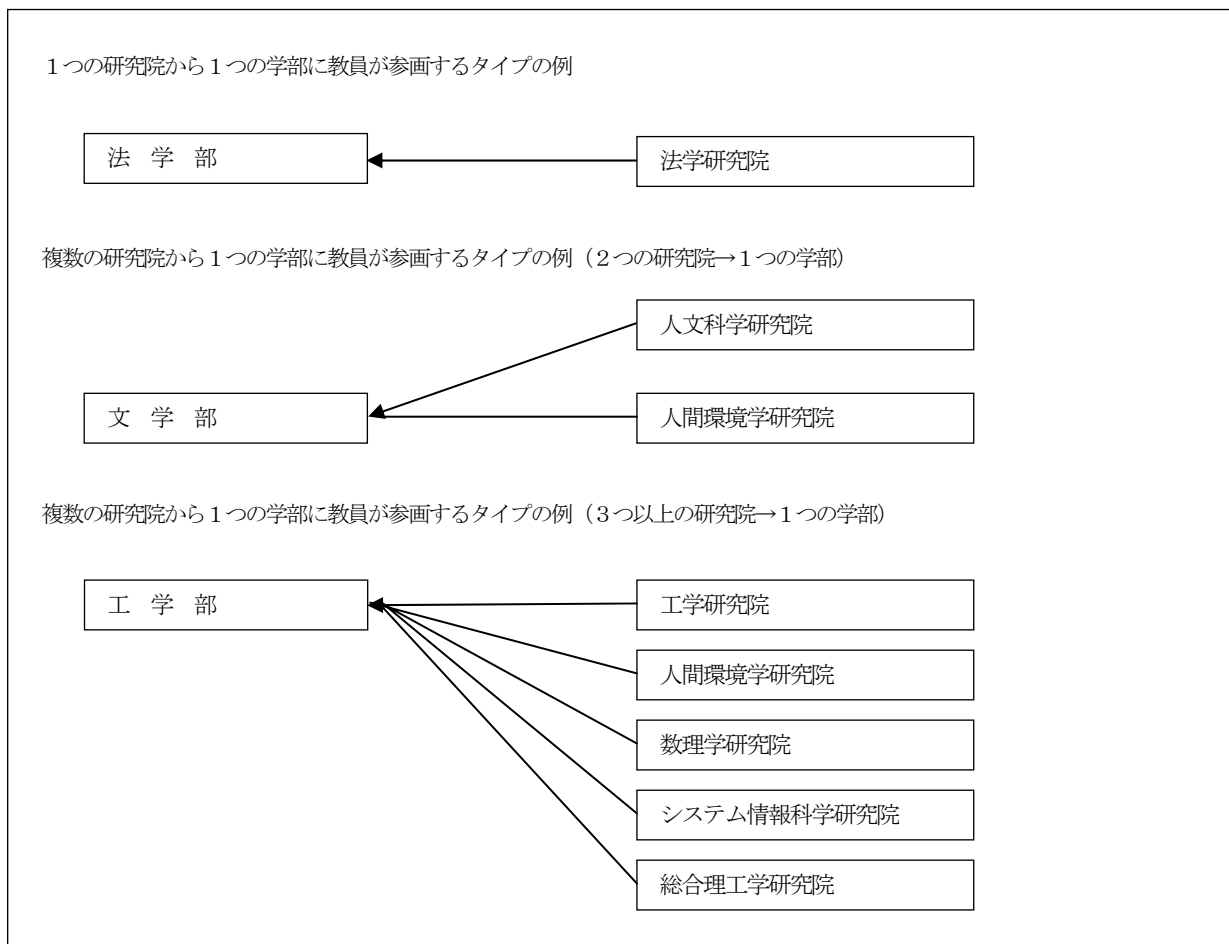 １つの研究院から１つの学部に教員が参画するタイプの例
法　学　部
法学研究院
複数の研究院から１つの学部に教員が参画するタイプの例（２つの研究院→１つの学部）
人文科学研究院
文　学　部
人間環境学研究院
複数の研究院から１つの学部に教員が参画するタイプの例（３つ以上の研究院→１つの学部）
工　学　部
工学研究院
人間環境学研究院
数理学研究院
システム情報科学研究院
総合理工学研究院